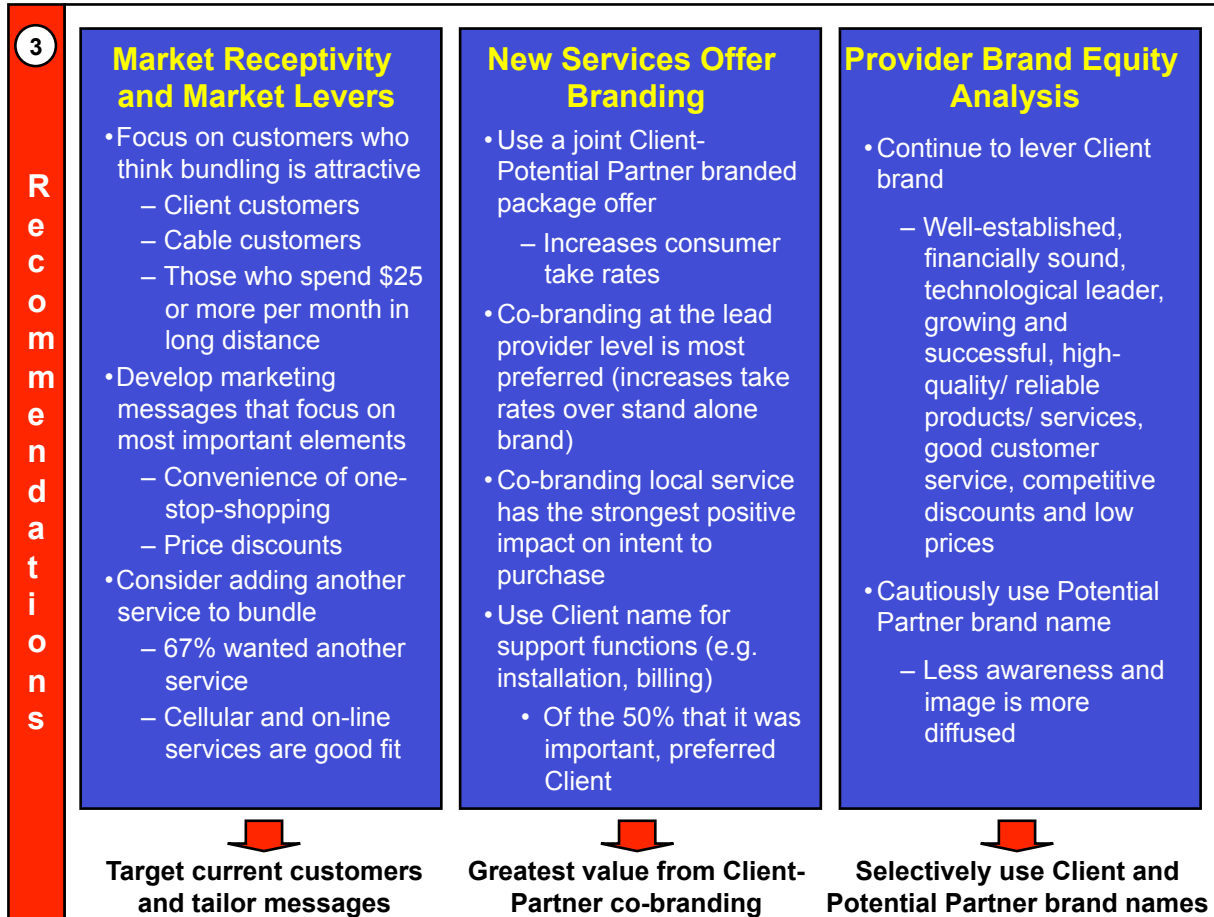 3
Recommendations
Market Receptivity
and Market Levers
•Focus on customers who
think bundling is attractive
– Client customers
– Cable customers
– Those who spend $25
or more per month in
long distance
•Develop marketing
messages that focus on
most important elements
– Convenience of one-
stop-shopping
– Price discounts
•Consider adding another
service to bundle
– 67% wanted another
service
– Cellular and on-line
services are good fit
Target current customers
and tailor messages
New Services Offer
Branding
•Use a joint Client-
Potential Partner branded
package offer
– Increases consumer
take rates
•Co-branding at the lead
provider level is most
preferred (increases take
rates over stand alone
brand)
•Co-branding local service
has the strongest positive
impact on intent to
purchase
•Use Client name for
support functions (e.g.
installation, billing)
• Of the 50% that it was
important, preferred
Client
Greatest value from Client-
Partner co-branding
Provider Brand Equity
Analysis
•Continue to lever Client
brand
– Well-established,
financially sound,
technological leader,
growing and
successful, high-
quality/ reliable
products/ services,
good customer
service, competitive
discounts and low
prices
•Cautiously use Potential
Partner brand name
– Less awareness and
image is more
diffused
Selectively use Client and
Potential Partner brand names